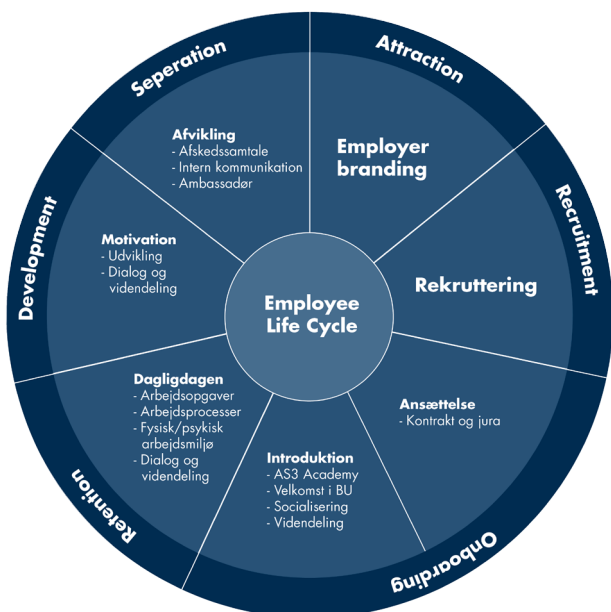 Attraction
Employer
branding
Recruitment
Rekruttering
Onboarding
Ansættelse
- Kontrakt og jura
Introduktion
- AS3 Academy
- Velkomst i BU
- Socialisering
- Videndeling
Retention
Dagligdagen
- Arbejdsopgaver
- Arbejdsprocesser
- Fysisk/psykisk
arbejdsmiljø
- Dialog og
videndeling
Development
Motivation
- Udvikling
- Dialog og
videndeling
Seperation
Afvikling
- Afskedssamtale
- Intern kommunikation
- Ambassadør
Employee
Life Cycle